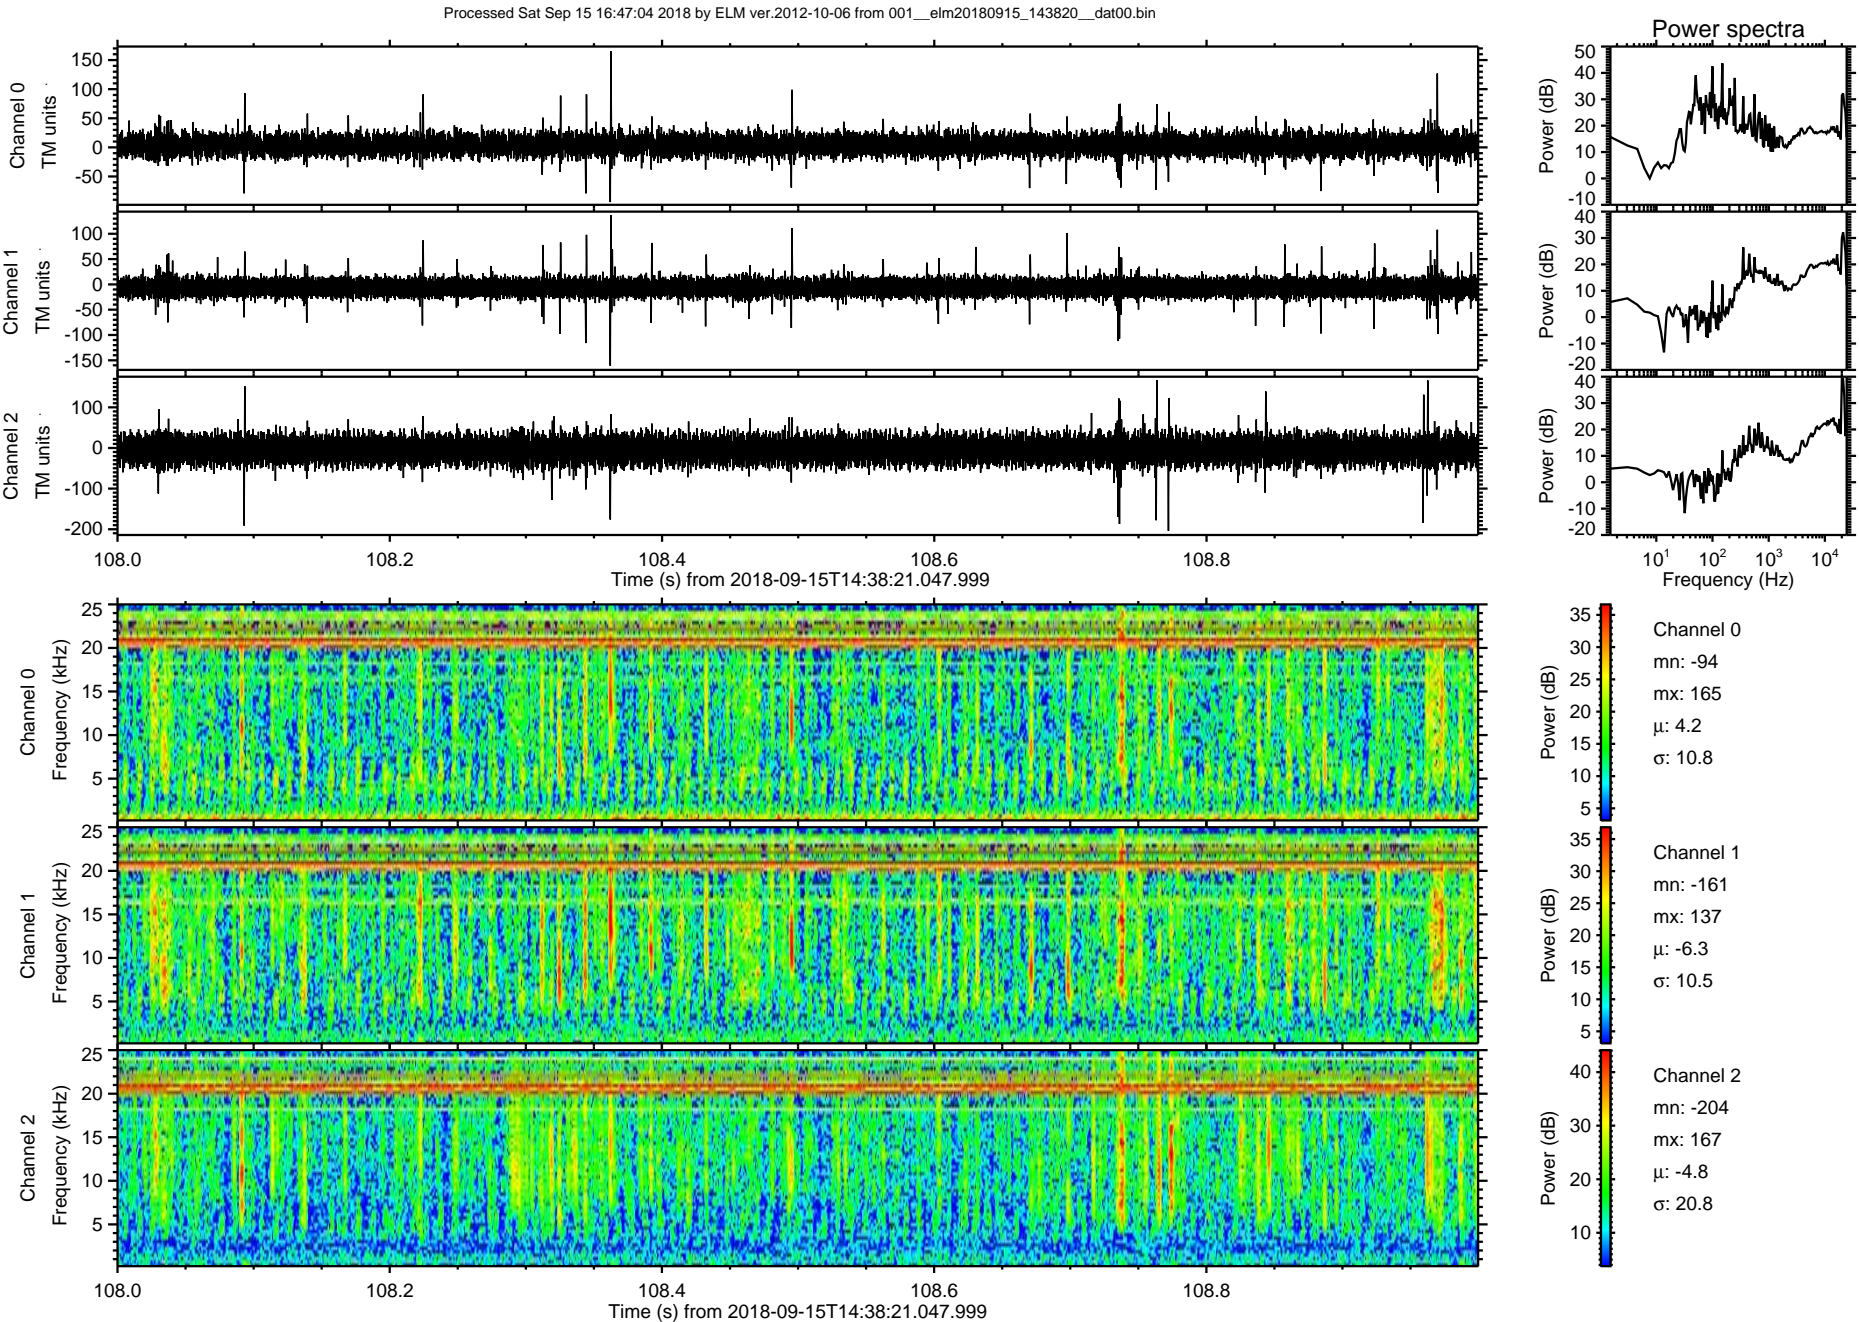 Processed Sat Sep 15 16:47:04 2018 by ELM ver.2012-10-06 from 001__elm20180915_143820__dat00.bin
Power spectra
Channel 0
TM units
150
100
50
0
-50
Power (dB)
50
40
30
20
10
0
-10
Channel 1
TM units
100
50
0
-50
-100
-150
Power (dB)
40
30
20
10
0
-10
-20
Channel 2
TM units
100
0
-100
-200
Power (dB)
40
30
20
10
0
-10
-20
108.0 108.2 108.4 108.6 108.8
Time (s) from 2018-09-15T14:38:21.047.999
10^1 10^2 10^3 10^4
Frequency (Hz)
Channel 0
Frequency (kHz)
25
20
15
10
5
Power (dB)
35
30
25
20
15
10
5
Channel 0
mn: -94
mx: 165
μ: 4.2
σ: 10.8
Channel 1
Frequency (kHz)
25
20
15
10
5
Power (dB)
35
30
25
20
15
10
5
Channel 1
mn: -161
mx: 137
μ: -6.3
σ: 10.5
Channel 2
Frequency (kHz)
25
20
15
10
5
Power (dB)
40
30
20
10
Channel 2
mn: -204
mx: 167
μ: -4.8
σ: 20.8
108.0 108.2 108.4 108.6 108.8
Time (s) from 2018-09-15T14:38:21.047.999